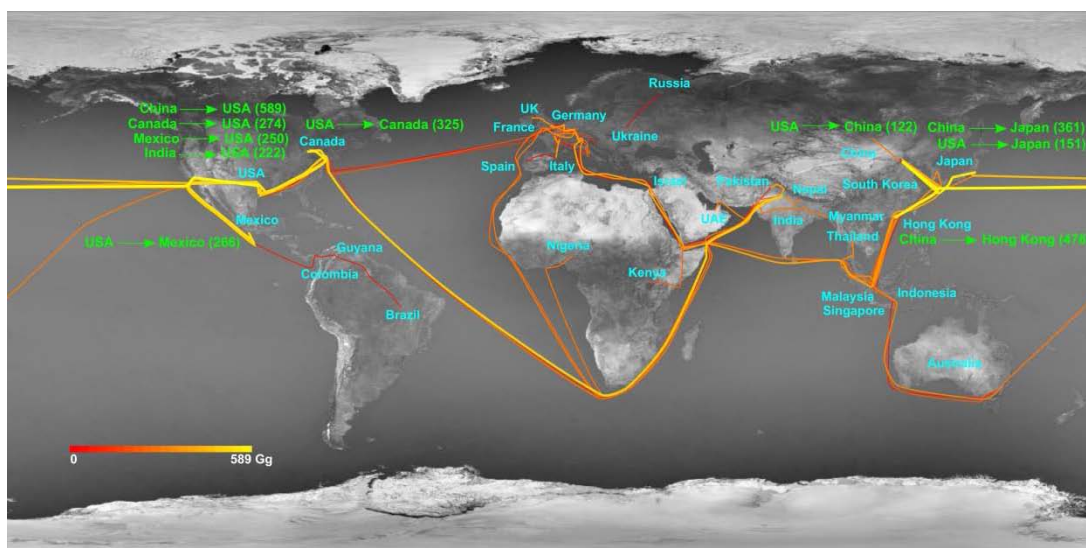 Russia
China → USA (589)
UK
Germany
Canada → USA (274)
USA → Canada (325)
France
Ukraine
USA → China (122)
China → Japan (361)
Mexico → USA (250)
Canada
USA → Japan (151)
India → USA (222)
China
Japan
Spain
Italy
USA
Israel
Pakistan
Nepal
South Korea
Mexico
UAE
India
Myanmar
Hong Kong
USA → Mexico (266)
Guyana
Nigeria
Thailand
China → Hong Kong (475
Colombia
Kenya
Malaysia
Indonesia
Brazil
Singapore
Australia
0
589 Gg